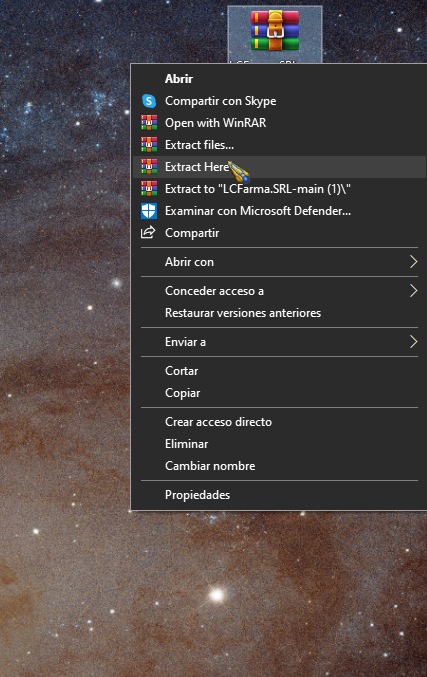 Abrir
Compartir con Skype
Open with WinRAR
Extract files...
Extract Here
Extract to "LCFarma.SRL-main (1)\"
Examinar con Microsoft Defender...
Compartir
Abrir con
Conceder acceso a
Restaurar versiones anteriores
Enviar a
Cortar
Copiar
Crear acceso directo
Eliminar
Cambiar nombre
Propiedades